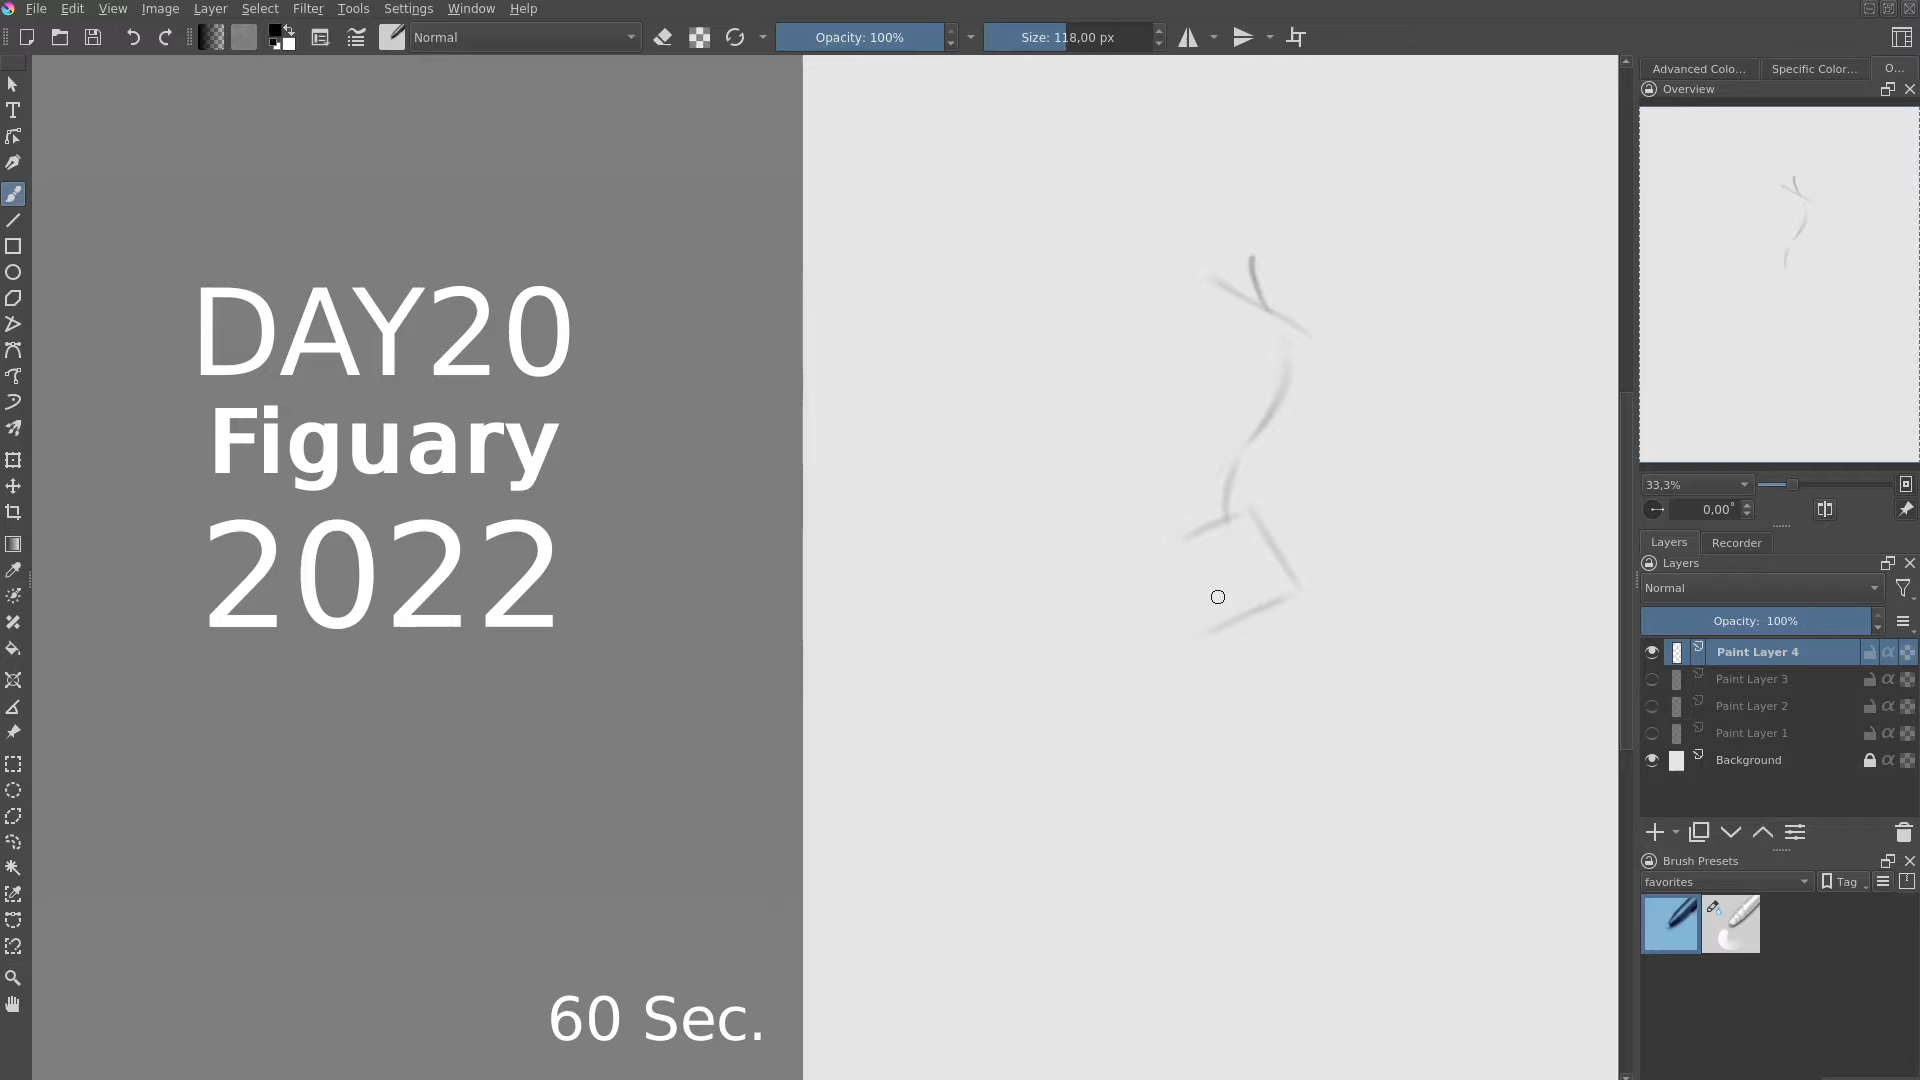 File Edit View Image Layer Select Filter Tools Settings Window Help
Normal
Opacity: 100%
Size: 118,00 px
Advanced Colo... Specific Color... O...
Overview
DAY20
Figuary
2022
60 Sec.
33,3%
0,00°
Layers Recorder
Layers
Normal
Opacity: 100%
Paint Layer 4
Paint Layer 3
Paint Layer 2
Paint Layer 1
Background
Brush Presets
favorites Tag